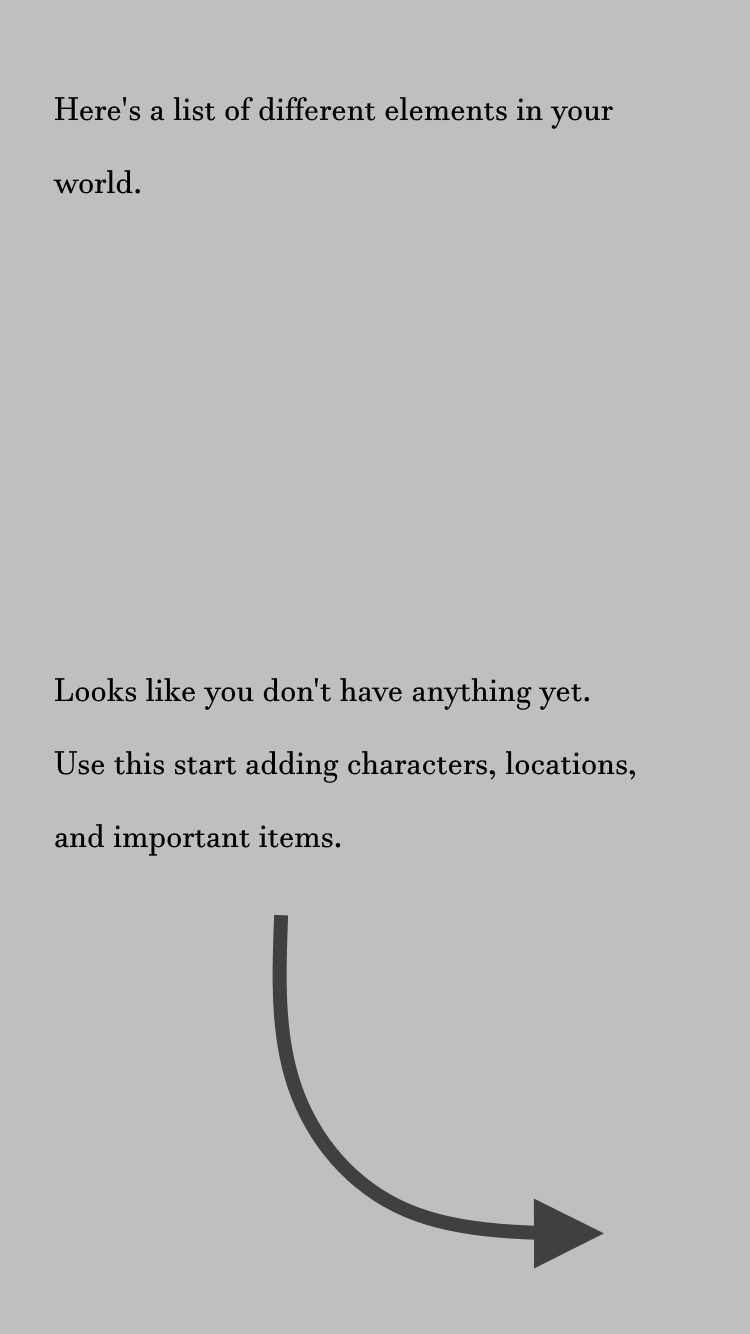 Here's a list of different elements in your
world.
Looks like you don't have anything yet.
Use this start adding characters, locations,
and important items.